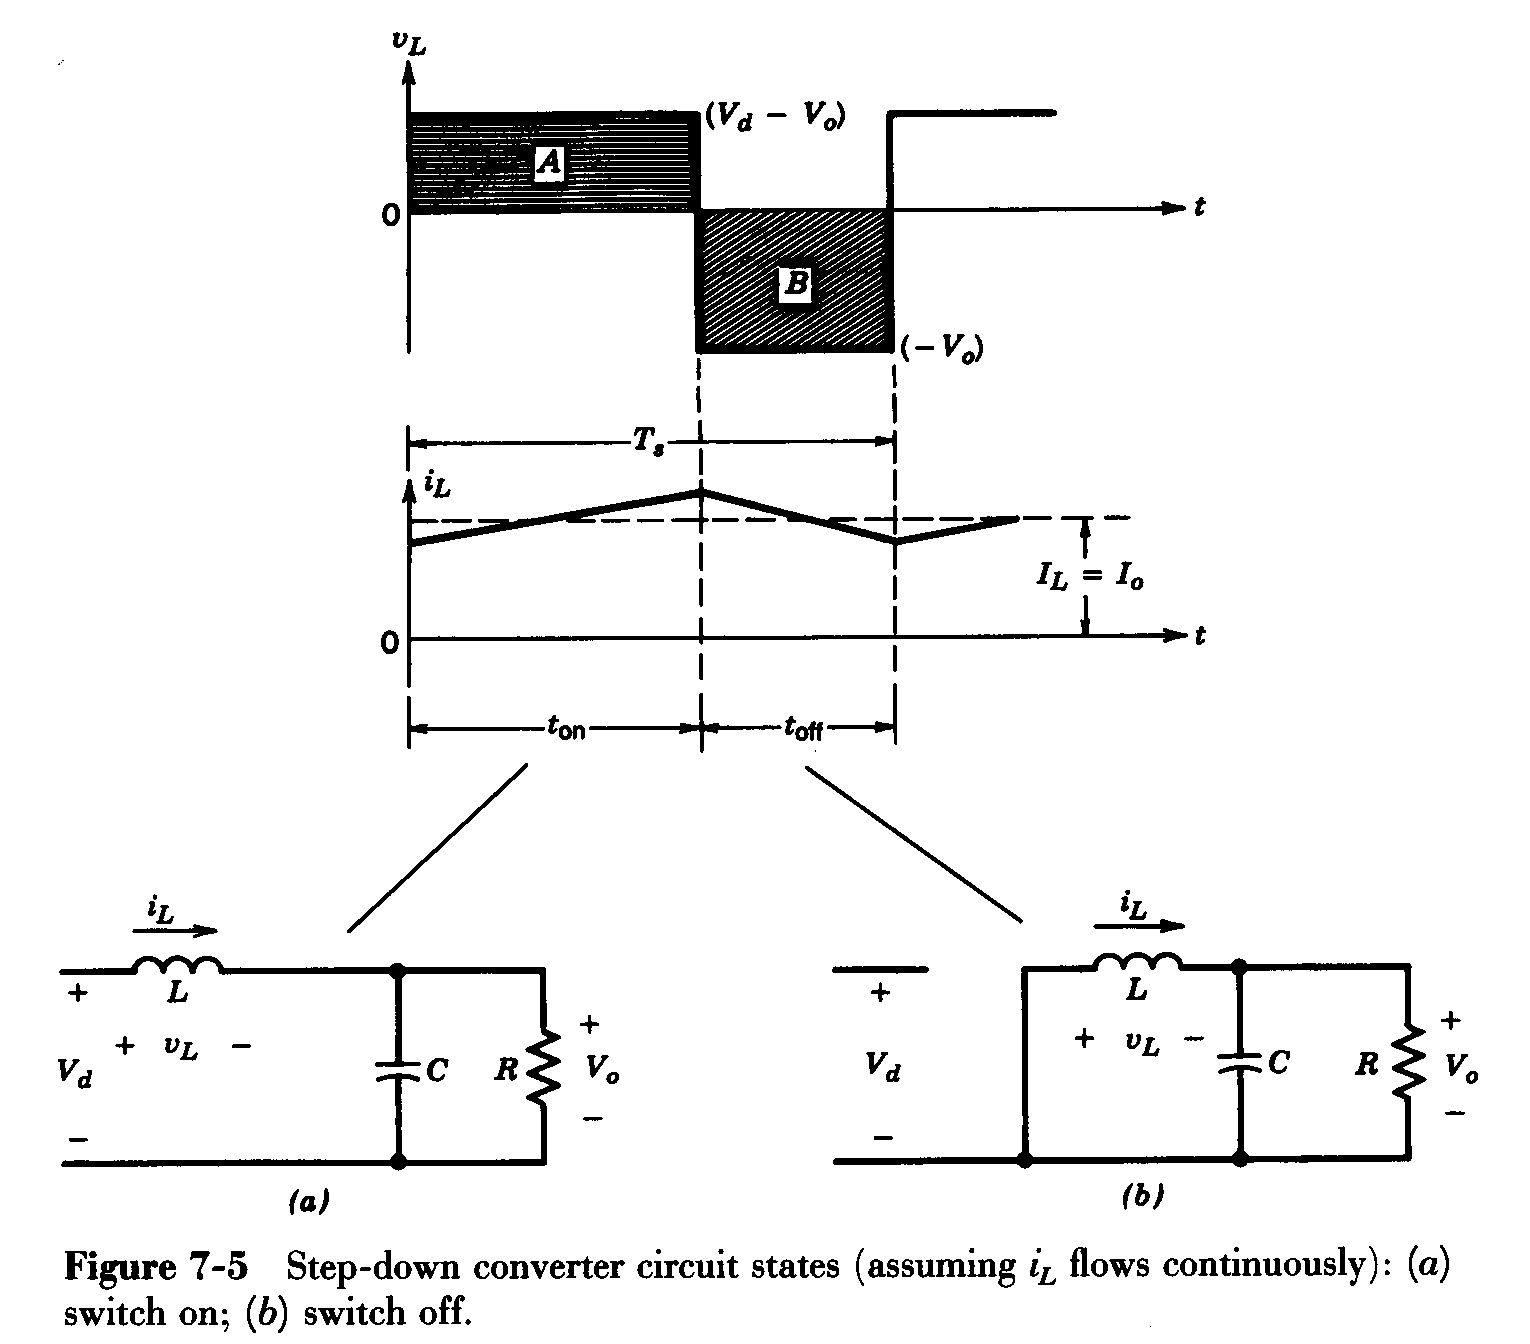 v_L
(V_d − V_o)
A
0
t
B
(−V_o)
T_s
i_L
I_L = I_o
0
t
t_on
t_off
i_L
L
+
+ v_L −
V_d
−
C
R
+
V_o
−
(a)
i_L
L
+
+ v_L −
V_d
−
C
R
+
V_o
−
(b)
Figure 7-5 Step-down converter circuit states (assuming i_L flows continuously): (a)
switch on; (b) switch off.